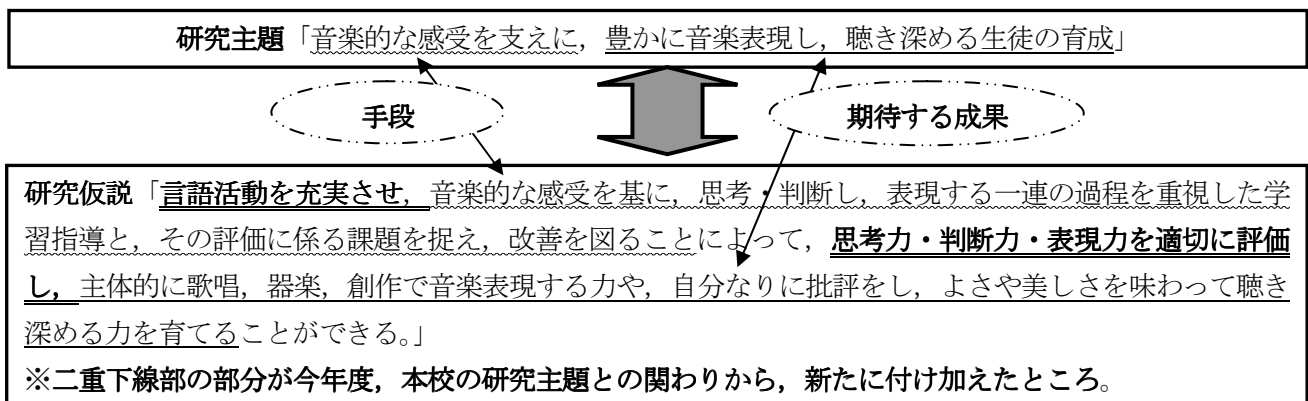 研究主題「音楽的な感受を支えに，豊かに音楽表現し，聴き深める生徒の育成」
手段
期待する成果
研究仮説「言語活動を充実させ，音楽的な感受を基に，思考・判断し，表現する一連の過程を重視した学
習指導と，その評価に係る課題を捉え，改善を図ることによって，思考力・判断力・表現力を適切に評価
し，主体的に歌唱，器楽，創作で音楽表現する力や，自分なりに批評をし，よさや美しさを味わって聴き
深める力を育てることができる。」
※二重下線部の部分が今年度，本校の研究主題との関わりから，新たに付け加えたところ。